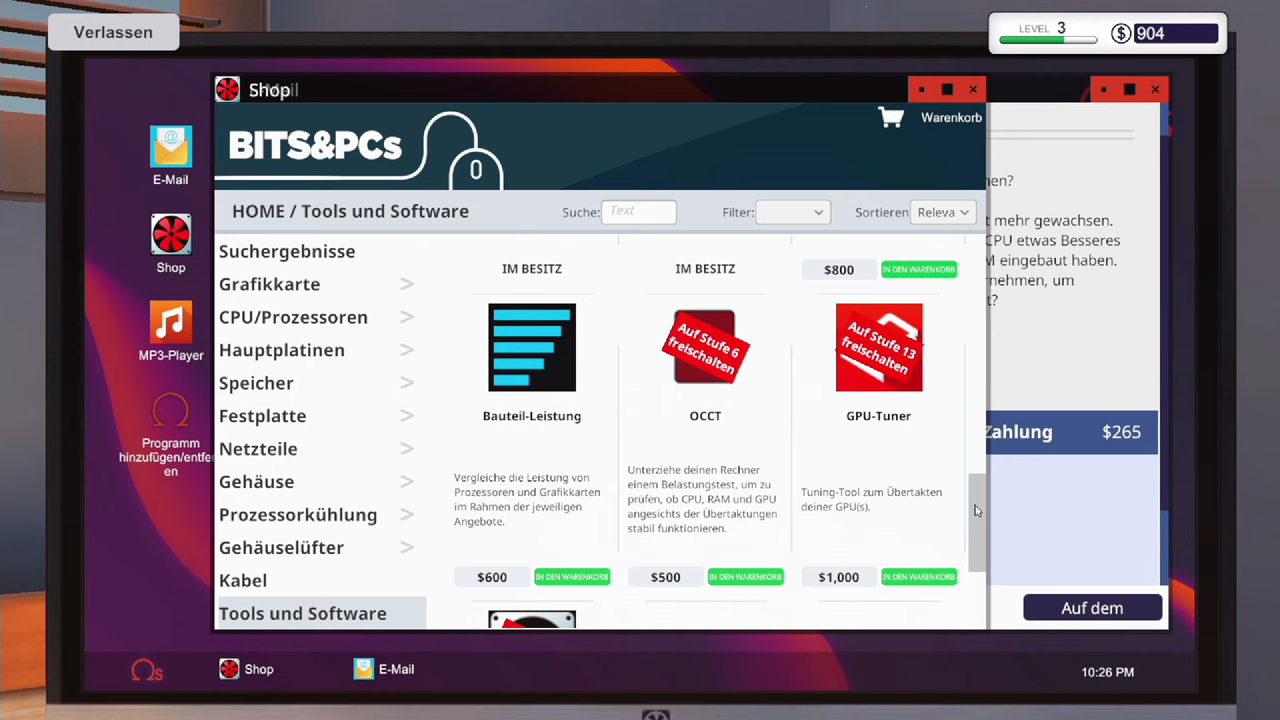 Verlassen
LEVEL 3
$ 904
Shop
BITS&PCs
Warenkorb
HOME / Tools und Software
Suche: Text
Filter:
Sortieren Releva
Suchergebnisse
Grafikkarte >
CPU/Prozessoren >
Hauptplatinen >
Speicher >
Festplatte >
Netzteile >
Gehäuse >
Prozessorkühlung >
Gehäuselüfter >
Kabel
Tools und Software
IM BESITZ
IM BESITZ
$800
IN DEN WARENKORB
Bauteil-Leistung
Vergleiche die Leistung von
Prozessoren und Grafikkarten
im Rahmen der jeweiligen
Angebote.
$600
IN DEN WARENKORB
Auf Stufe 6
freischalten
OCCT
Unterziehe deinen Rechner
einem Belastungstest, um zu
prüfen, ob CPU, RAM und GPU
angesichts der Übertaktungen
stabil funktionieren.
$500
IN DEN WARENKORB
Auf Stufe 13
freischalten
GPU-Tuner
Tuning-Tool zum Übertakten
deiner GPU(s).
$1,000
IN DEN WARENKORB
nen?
t mehr gewachsen.
CPU etwas Besseres
M eingebaut haben.
rnehmen, um
t?
Zahlung $265
Auf dem
E-Mail
Shop
MP3-Player
Programm
hinzufügen/entfer
en
Shop
E-Mail
10:26 PM